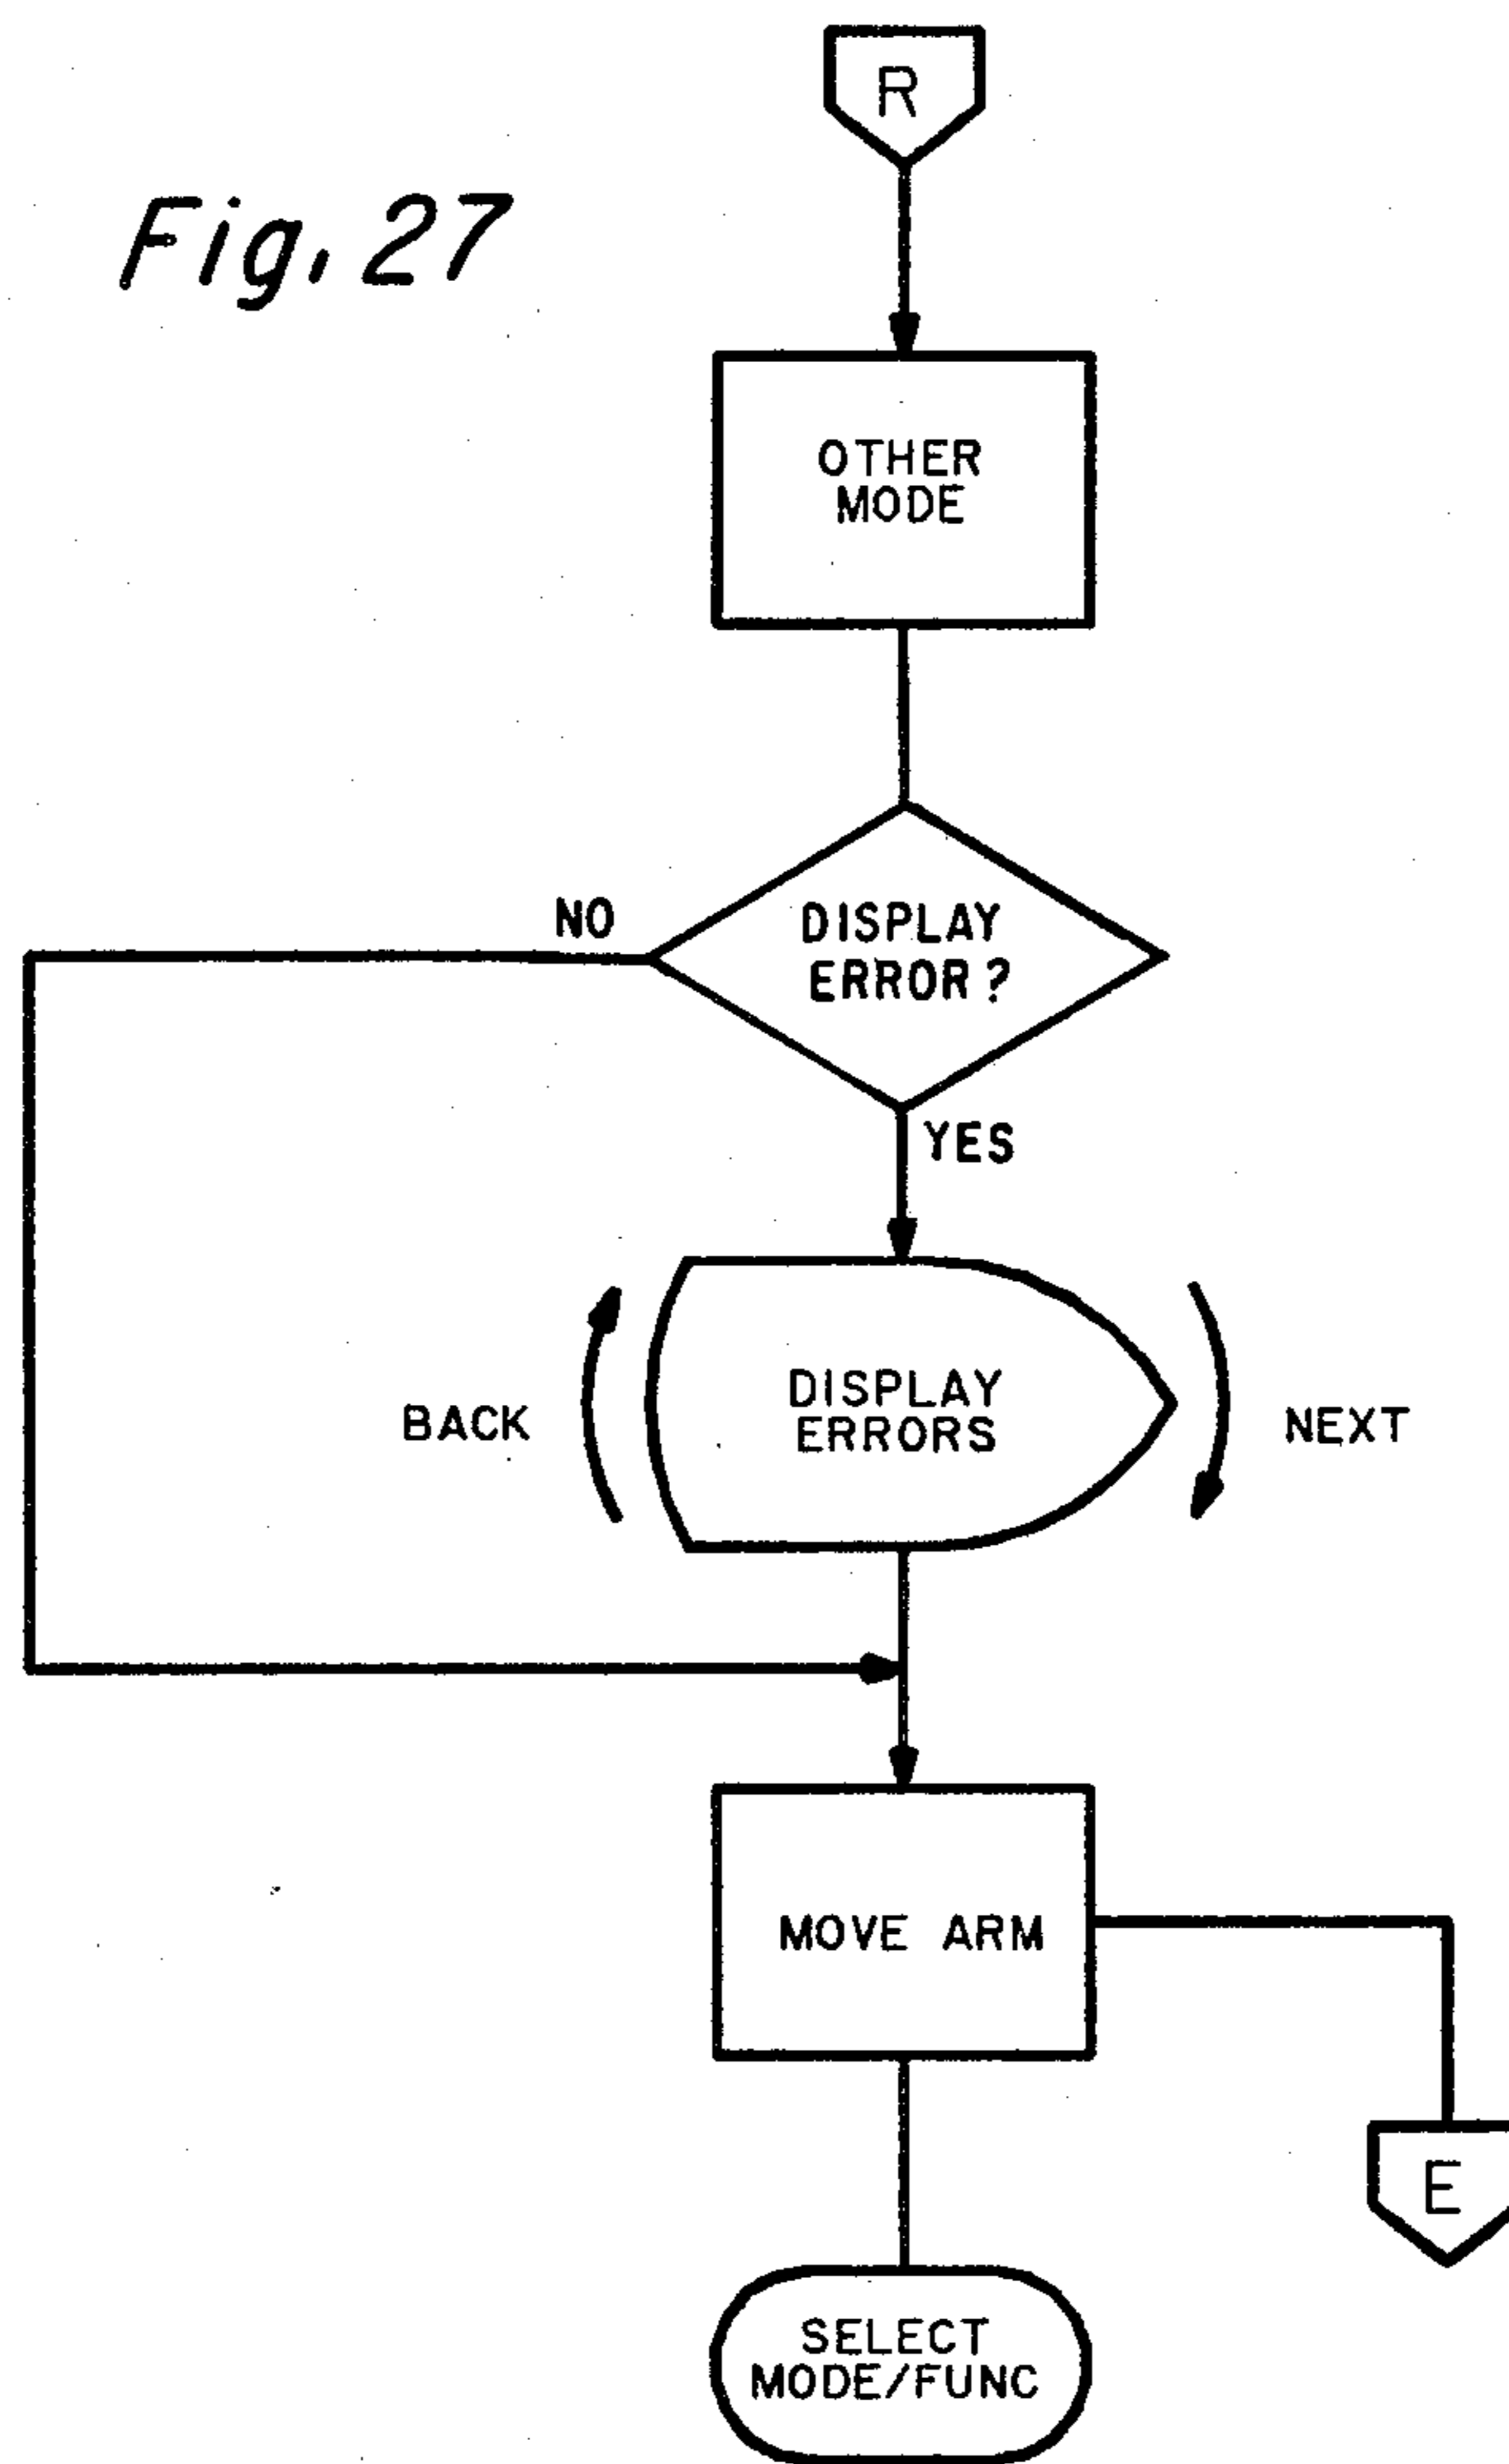 R
Fig. 27
OTHER
MODE
NO
DISPLAY
ERROR?
YES
BACK
DISPLAY
ERRORS
NEXT
MOVE ARM
E
SELECT
MODE/FUNC